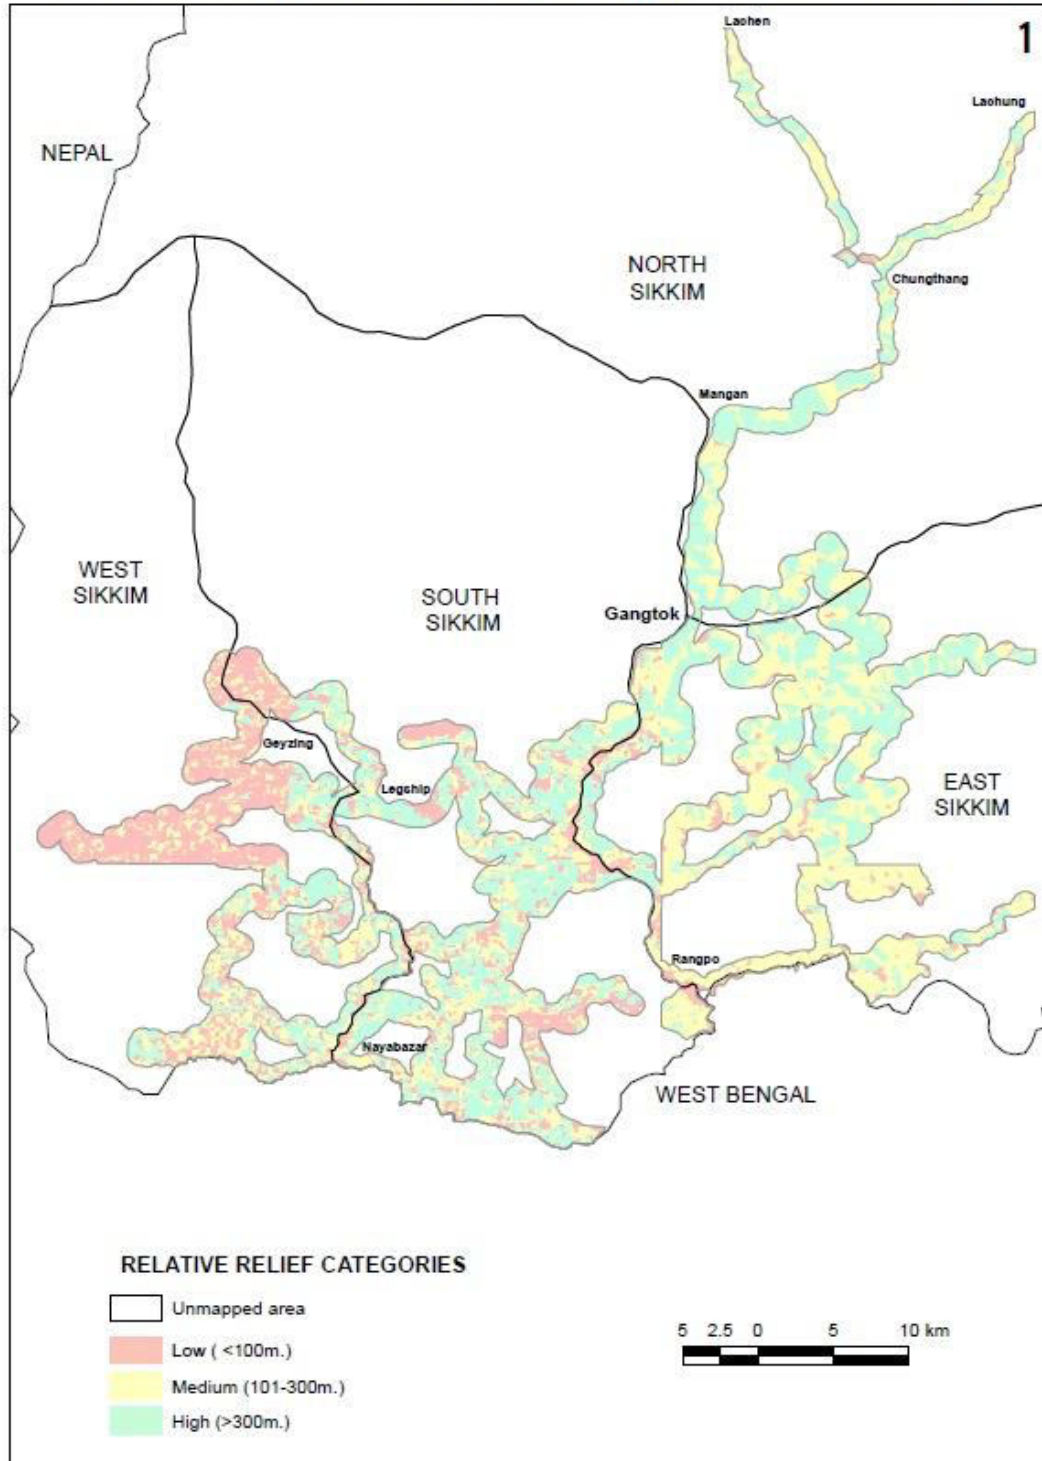 Laohen
1
Laohung
NEPAL
NORTH
SIKKIM
Chungthang
Mangan
WEST
SIKKIM
SOUTH
SIKKIM
Gangtok
Geyzing
Legship
EAST
SIKKIM
Rangpo
Nayabazar
WEST BENGAL
RELATIVE RELIEF CATEGORIES
Unmapped area
Low ( <100m.)
Medium (101-300m.)
High (>300m.)
5 2.5 0 5 10 km